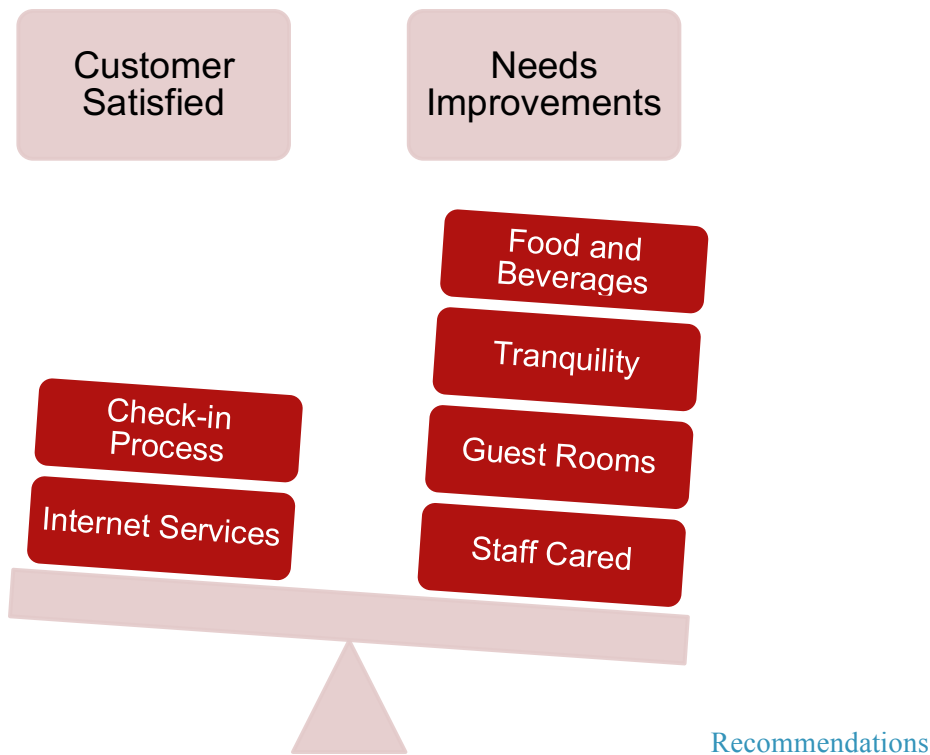 Customer
Satisfied
Needs
Improvements
Check-in
Process
Internet Services
Food and
Beverages
Tranquility
Guest Rooms
Staff Cared
Recommendations